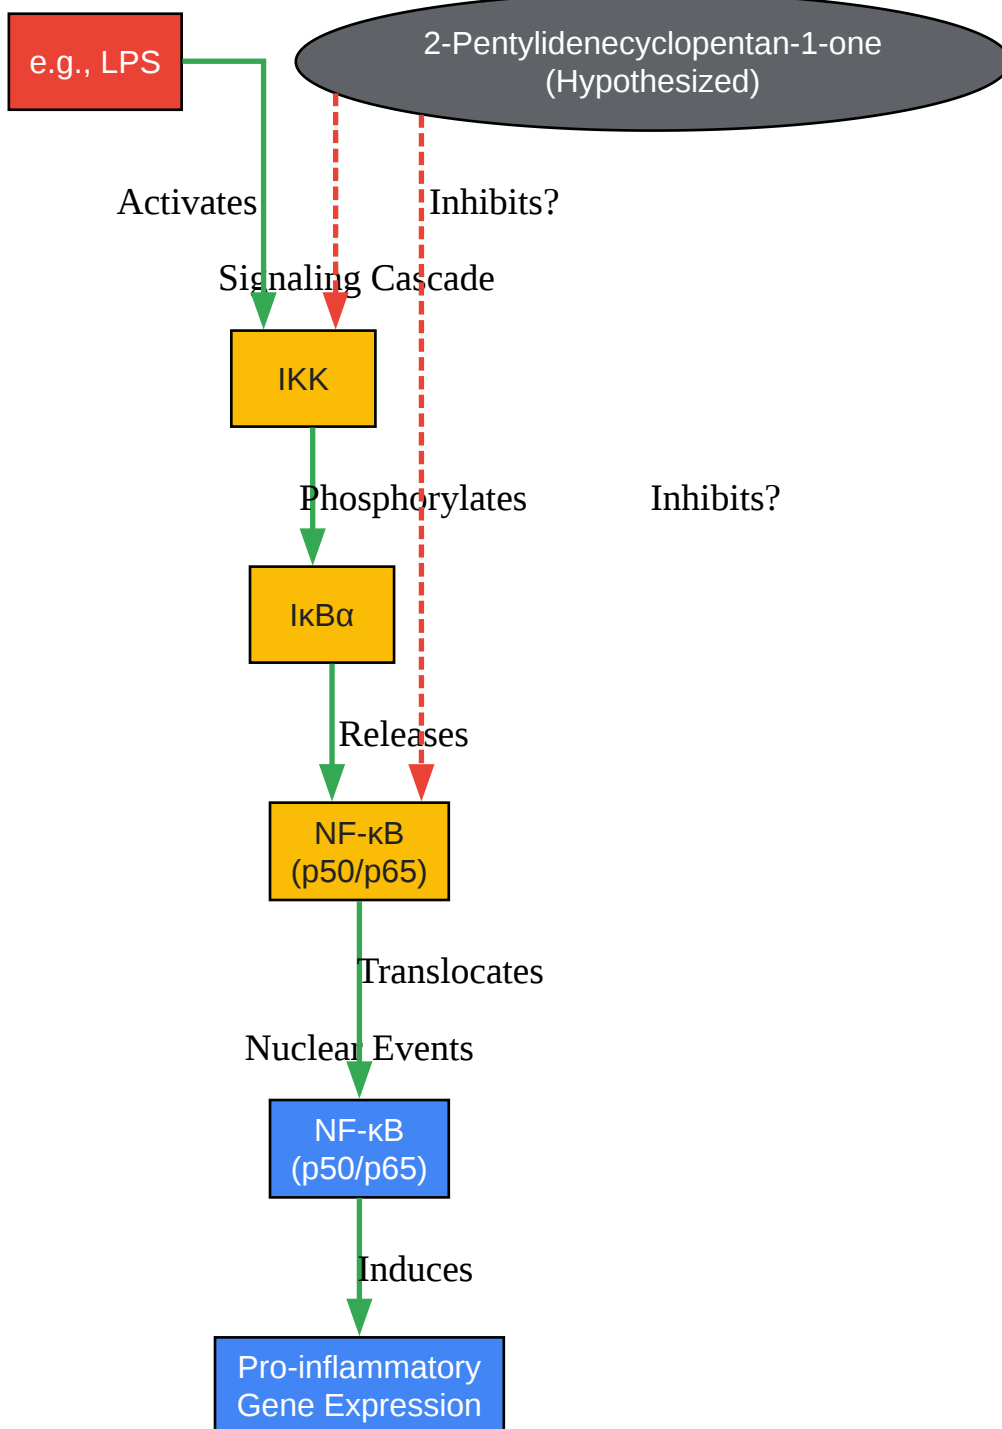 e.g., LPS
2-Pentylidenecyclopentan-1-one
(Hypothesized)
Activates
Inhibits?
Signaling Cascade
IKK
Phosphorylates
Inhibits?
IκBα
Releases
NF-κB
(p50/p65)
Translocates
Nuclear Events
NF-κB
(p50/p65)
Induces
Pro-inflammatory
Gene Expression